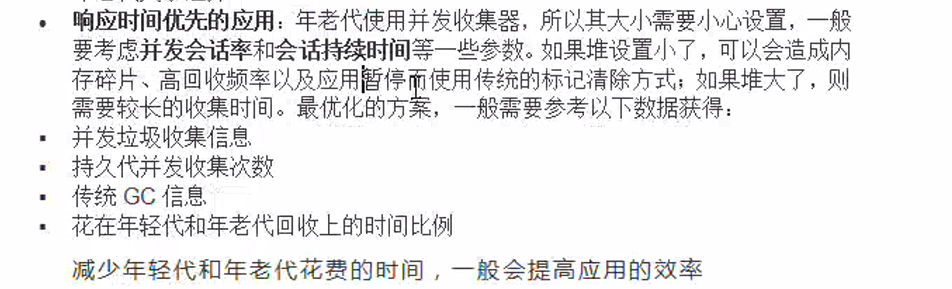 • 响应时间优先的应用：年老代使用并发收集器，所以其大小需要小心设置，一般
要考虑并发会话率和会话持续时间等一些参数。如果堆设置小了，可以会造成内
存碎片、高回收频率以及应用暂停而使用传统的标记清除方式；如果堆大了，则
需要较长的收集时间。最优化的方案，一般需要参考以下数据获得：
▪ 并发垃圾收集信息
▪ 持久代并发收集次数
▪ 传统 GC 信息
▪ 花在年轻代和年老代回收上的时间比例
减少年轻代和年老代花费的时间，一般会提高应用的效率